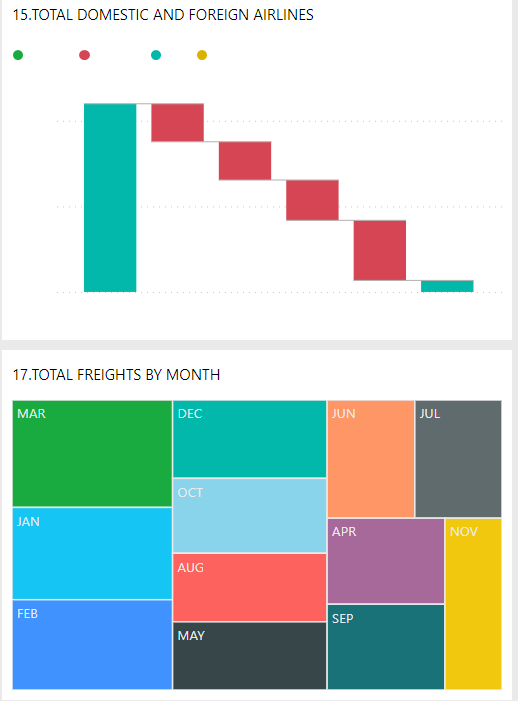 15.TOTAL DOMESTIC AND FOREIGN AIRLINES
17.TOTAL FREIGHTS BY MONTH
MAR
DEC
JUN
JUL
OCT
JAN
APR
NOV
AUG
FEB
SEP
MAY